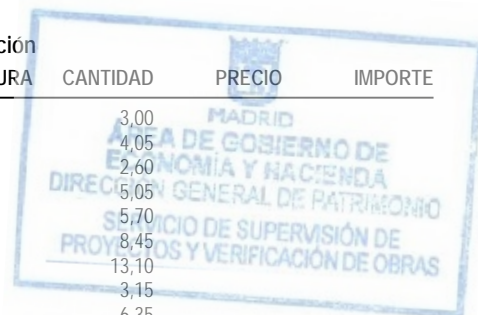 ción
URA CANTIDAD PRECIO IMPORTE
3,00
4,05
2,60
5,05
5,70
8,45
13,10
3,15
6,35
MADRID
ÁREA DE GOBIERNO DE
ECONOMÍA Y HACIENDA
DIRECCIÓN GENERAL DE PATRIMONIO
SERVICIO DE SUPERVISIÓN DE
PROYECTOS Y VERIFICACIÓN DE OBRAS